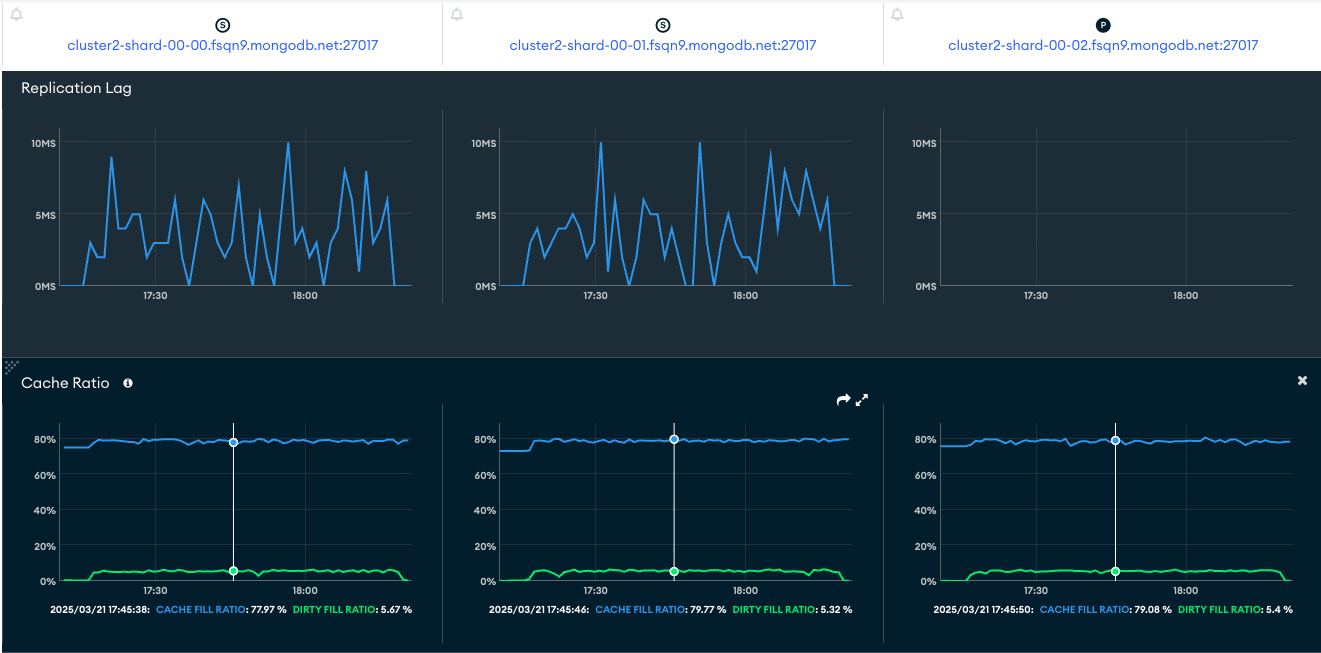 S
S
P
cluster2-shard-00-00.fsqn9.mongodb.net:27017
cluster2-shard-00-01.fsqn9.mongodb.net:27017
cluster2-shard-00-02.fsqn9.mongodb.net:27017
Replication Lag
10MS
5MS
0MS
17:30
18:00
10MS
5MS
0MS
17:30
18:00
10MS
5MS
0MS
17:30
18:00
Cache Ratio
80%
60%
40%
20%
0%
17:30
18:00
2025/03/21 17:45:38: CACHE FILL RATIO: 77.97 % DIRTY FILL RATIO: 5.67 %
80%
60%
40%
20%
0%
17:30
18:00
2025/03/21 17:45:46: CACHE FILL RATIO: 79.77 % DIRTY FILL RATIO: 5.32 %
80%
60%
40%
20%
0%
17:30
18:00
2025/03/21 17:45:50: CACHE FILL RATIO: 79.08 % DIRTY FILL RATIO: 5.4 %